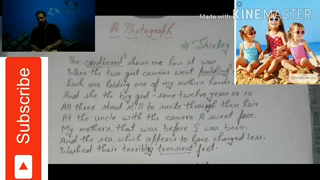 Made with
KINEMASTER
A Photograph
⇒ Shirley
The cardboard shows me how it was
When the two girl cousins went paddling
Each one holding one of my mother's hands
And she the big girl - some twelve years or so.
All three stood still to smile through their hair
At the uncle with the camera A sweet face.
My mother's, that was before I was born.
And the sea, which appears to have changed less.
Washed their terribly transient feet.
Subscribe